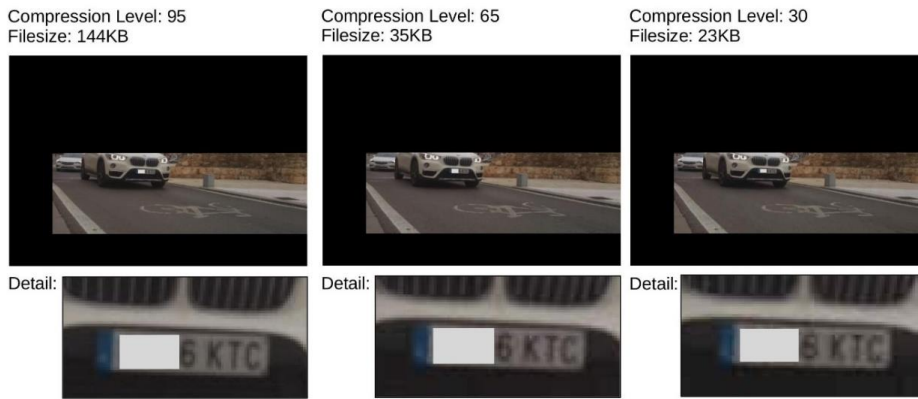 Compression Level: 95
Filesize: 144KB
Compression Level: 65
Filesize: 35KB
Compression Level: 30
Filesize: 23KB
Detail:
6 KTC
Detail:
6 KTC
Detail:
KTC